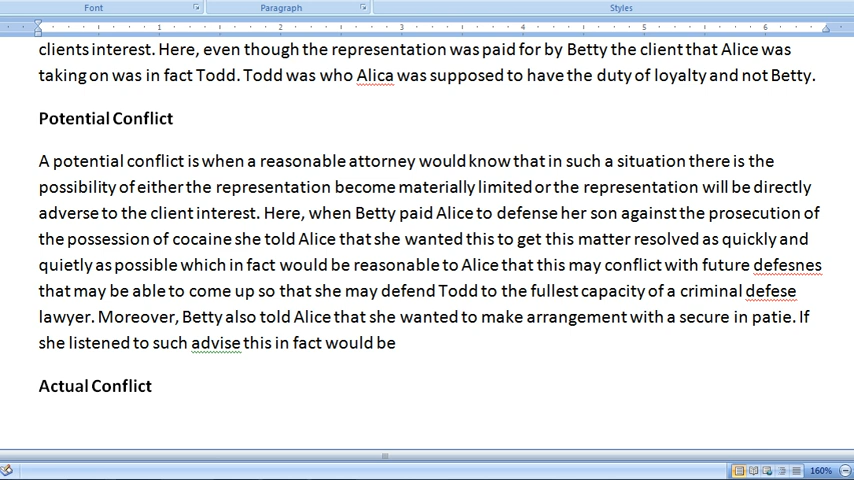 Font Paragraph Styles
1 2 3 4 5 6
clients interest. Here, even though the representation was paid for by Betty the client that Alice was
taking on was in fact Todd. Todd was who Alica was supposed to have the duty of loyalty and not Betty.
Potential Conflict
A potential conflict is when a reasonable attorney would know that in such a situation there is the
possibility of either the representation become materially limited or the representation will be directly
adverse to the client interest. Here, when Betty paid Alice to defense her son against the prosecution of
the possession of cocaine she told Alice that she wanted this to get this matter resolved as quickly and
quietly as possible which in fact would be reasonable to Alice that this may conflict with future defesnes
that may be able to come up so that she may defend Todd to the fullest capacity of a criminal defese
lawyer. Moreover, Betty also told Alice that she wanted to make arrangement with a secure in patie. If
she listened to such advise this in fact would be
Actual Conflict
160%